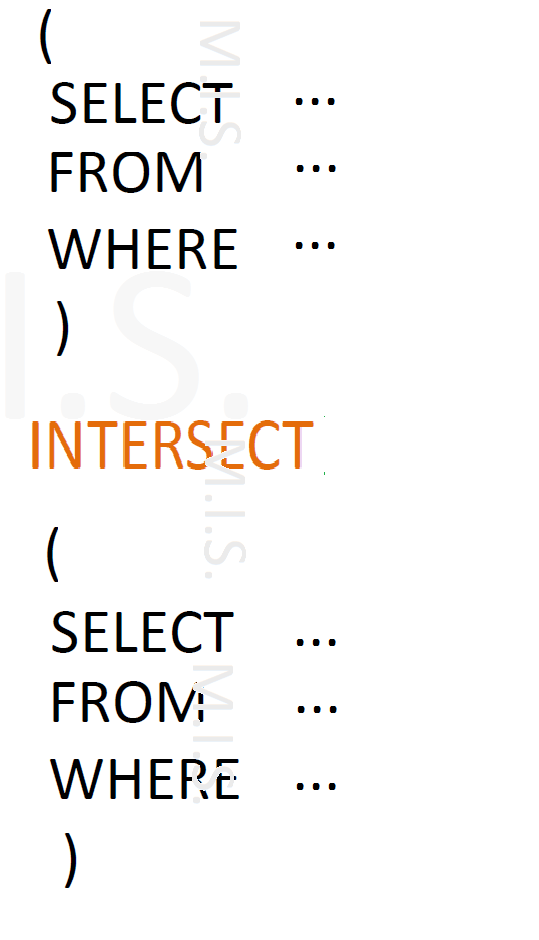 (
SELECT ...
FROM ...
WHERE ...
)
INTERSECT
(
SELECT ...
FROM ...
WHERE ...
)
M.I.S.
I.S.
M.I.S.
M.I.S.